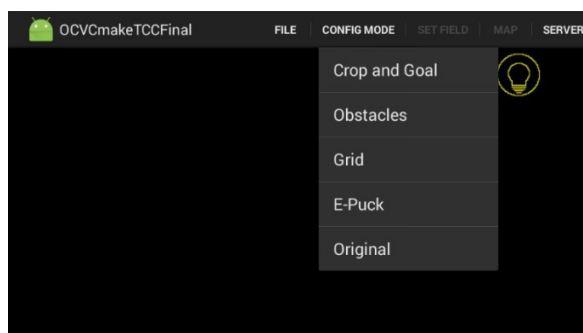 OCVCmakeTCCFinal FILE CONFIG MODE SET FIELD MAP SERVER
Crop and Goal
Obstacles
Grid
E-Puck
Original